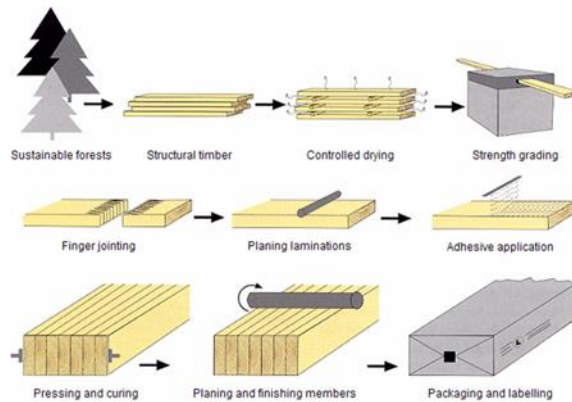 Sustainable forests
Structural timber
Controlled drying
Strength grading
Finger jointing
Planing laminations
Adhesive application
Pressing and curing
Planing and finishing members
Packaging and labelling